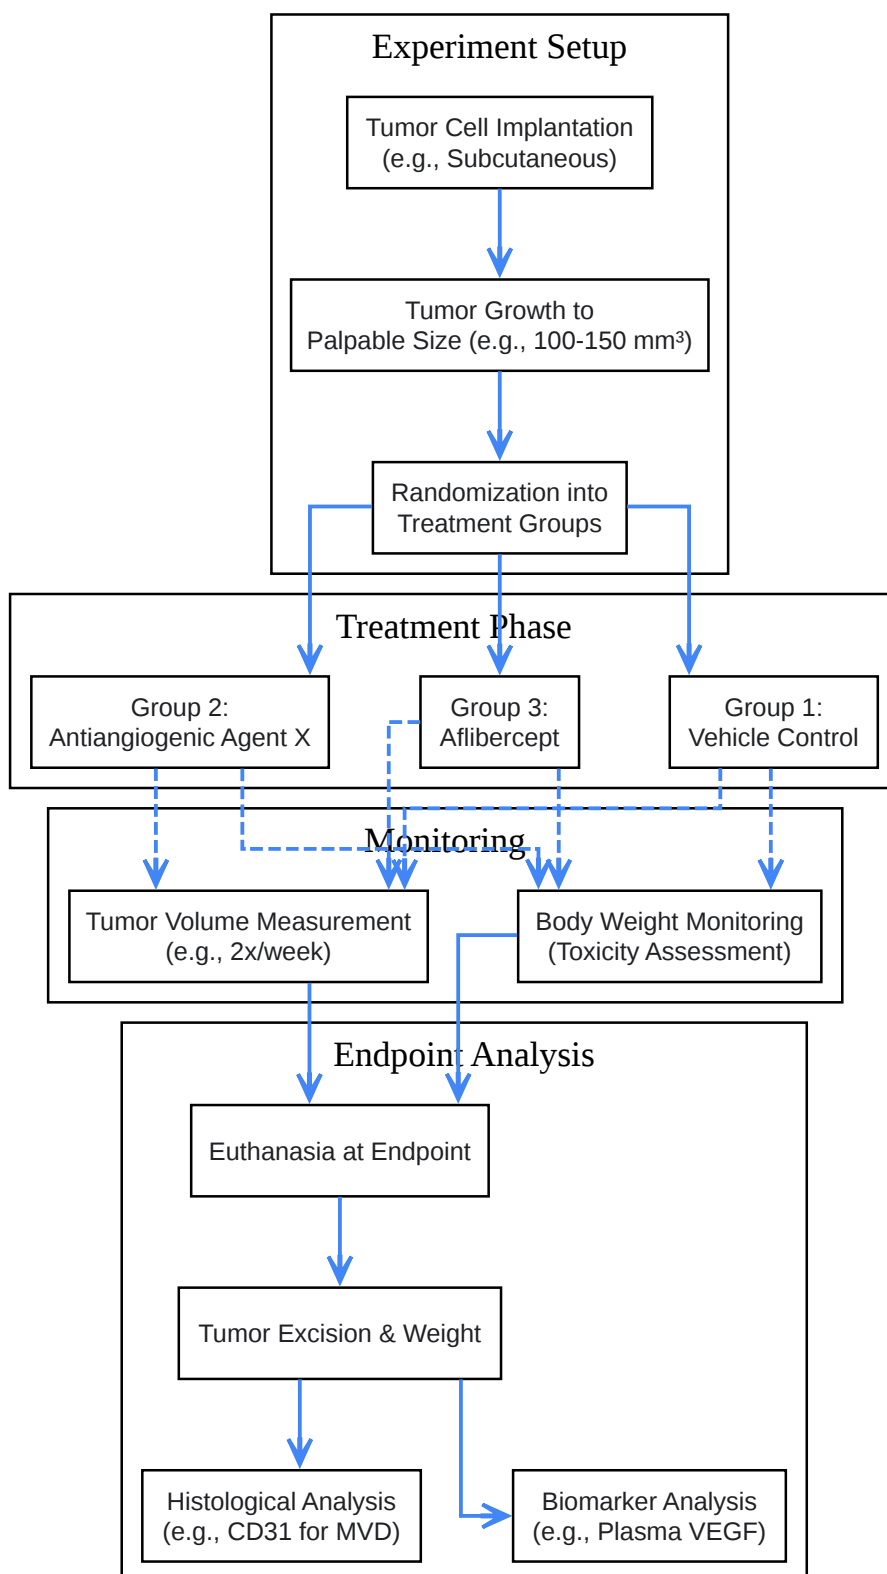 Experiment Setup
Tumor Cell Implantation
(e.g., Subcutaneous)
Tumor Growth to
Palpable Size (e.g., 100-150 mm³)
Randomization into
Treatment Groups
Treatment Phase
Group 2:
Antiangiogenic Agent X
Group 3:
Aflibercept
Group 1:
Vehicle Control
Monitoring
Tumor Volume Measurement
(e.g., 2x/week)
Body Weight Monitoring
(Toxicity Assessment)
Endpoint Analysis
Euthanasia at Endpoint
Tumor Excision & Weight
Histological Analysis
(e.g., CD31 for MVD)
Biomarker Analysis
(e.g., Plasma VEGF)